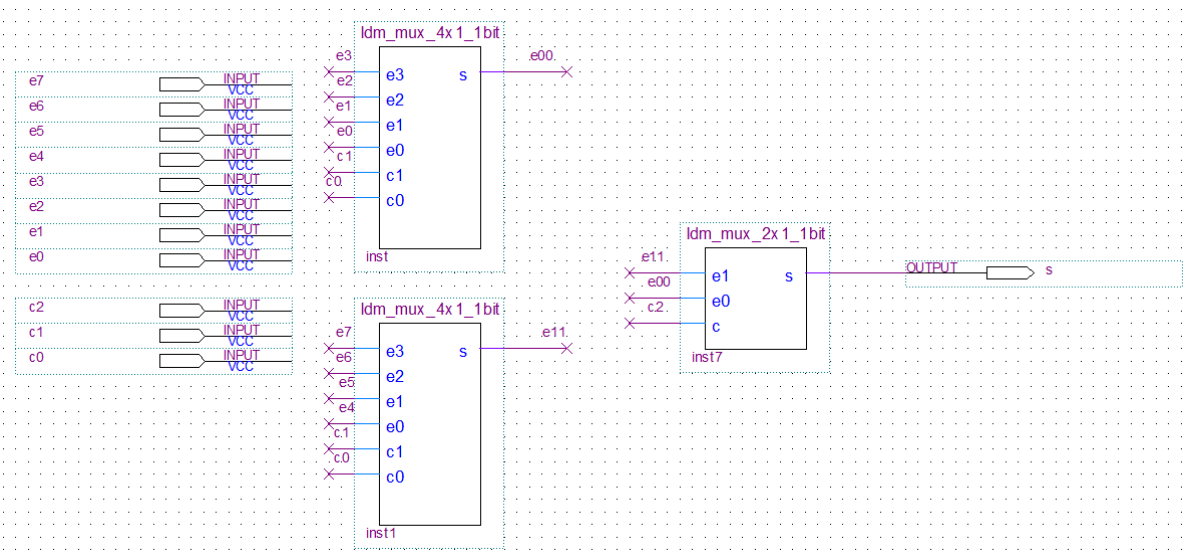 e7 INPUT
VCC
e6 INPUT
VCC
e5 INPUT
VCC
e4 INPUT
VCC
e3 INPUT
VCC
e2 INPUT
VCC
e1 INPUT
VCC
e0 INPUT
VCC
c2 INPUT
VCC
c1 INPUT
VCC
c0 INPUT
VCC
ldm_mux_4x1_1bit
e3 e3 s e00
e2 e2
e1 e1
e0 e0
c1 c1
c0 c0
inst
ldm_mux_4x1_1bit
e7 e3 s e11
e6 e2
e5 e1
e4 e0
c1 c1
c0 c0
inst1
ldm_mux_2x1_1bit
e11 e1 s OUTPUT s
e00 e0
c2 c
inst7